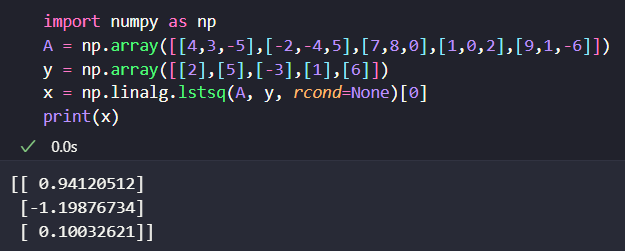 import numpy as np
A = np.array([[4,3,-5],[-2,-4,5],[7,8,0],[1,0,2],[9,1,-6]])
y = np.array([[2],[5],[-3],[1],[6]])
x = np.linalg.lstsq(A, y, rcond=None)[0]
print(x)
0.0s
[[ 0.94120512]
 [-1.19876734]
 [ 0.10032621]]